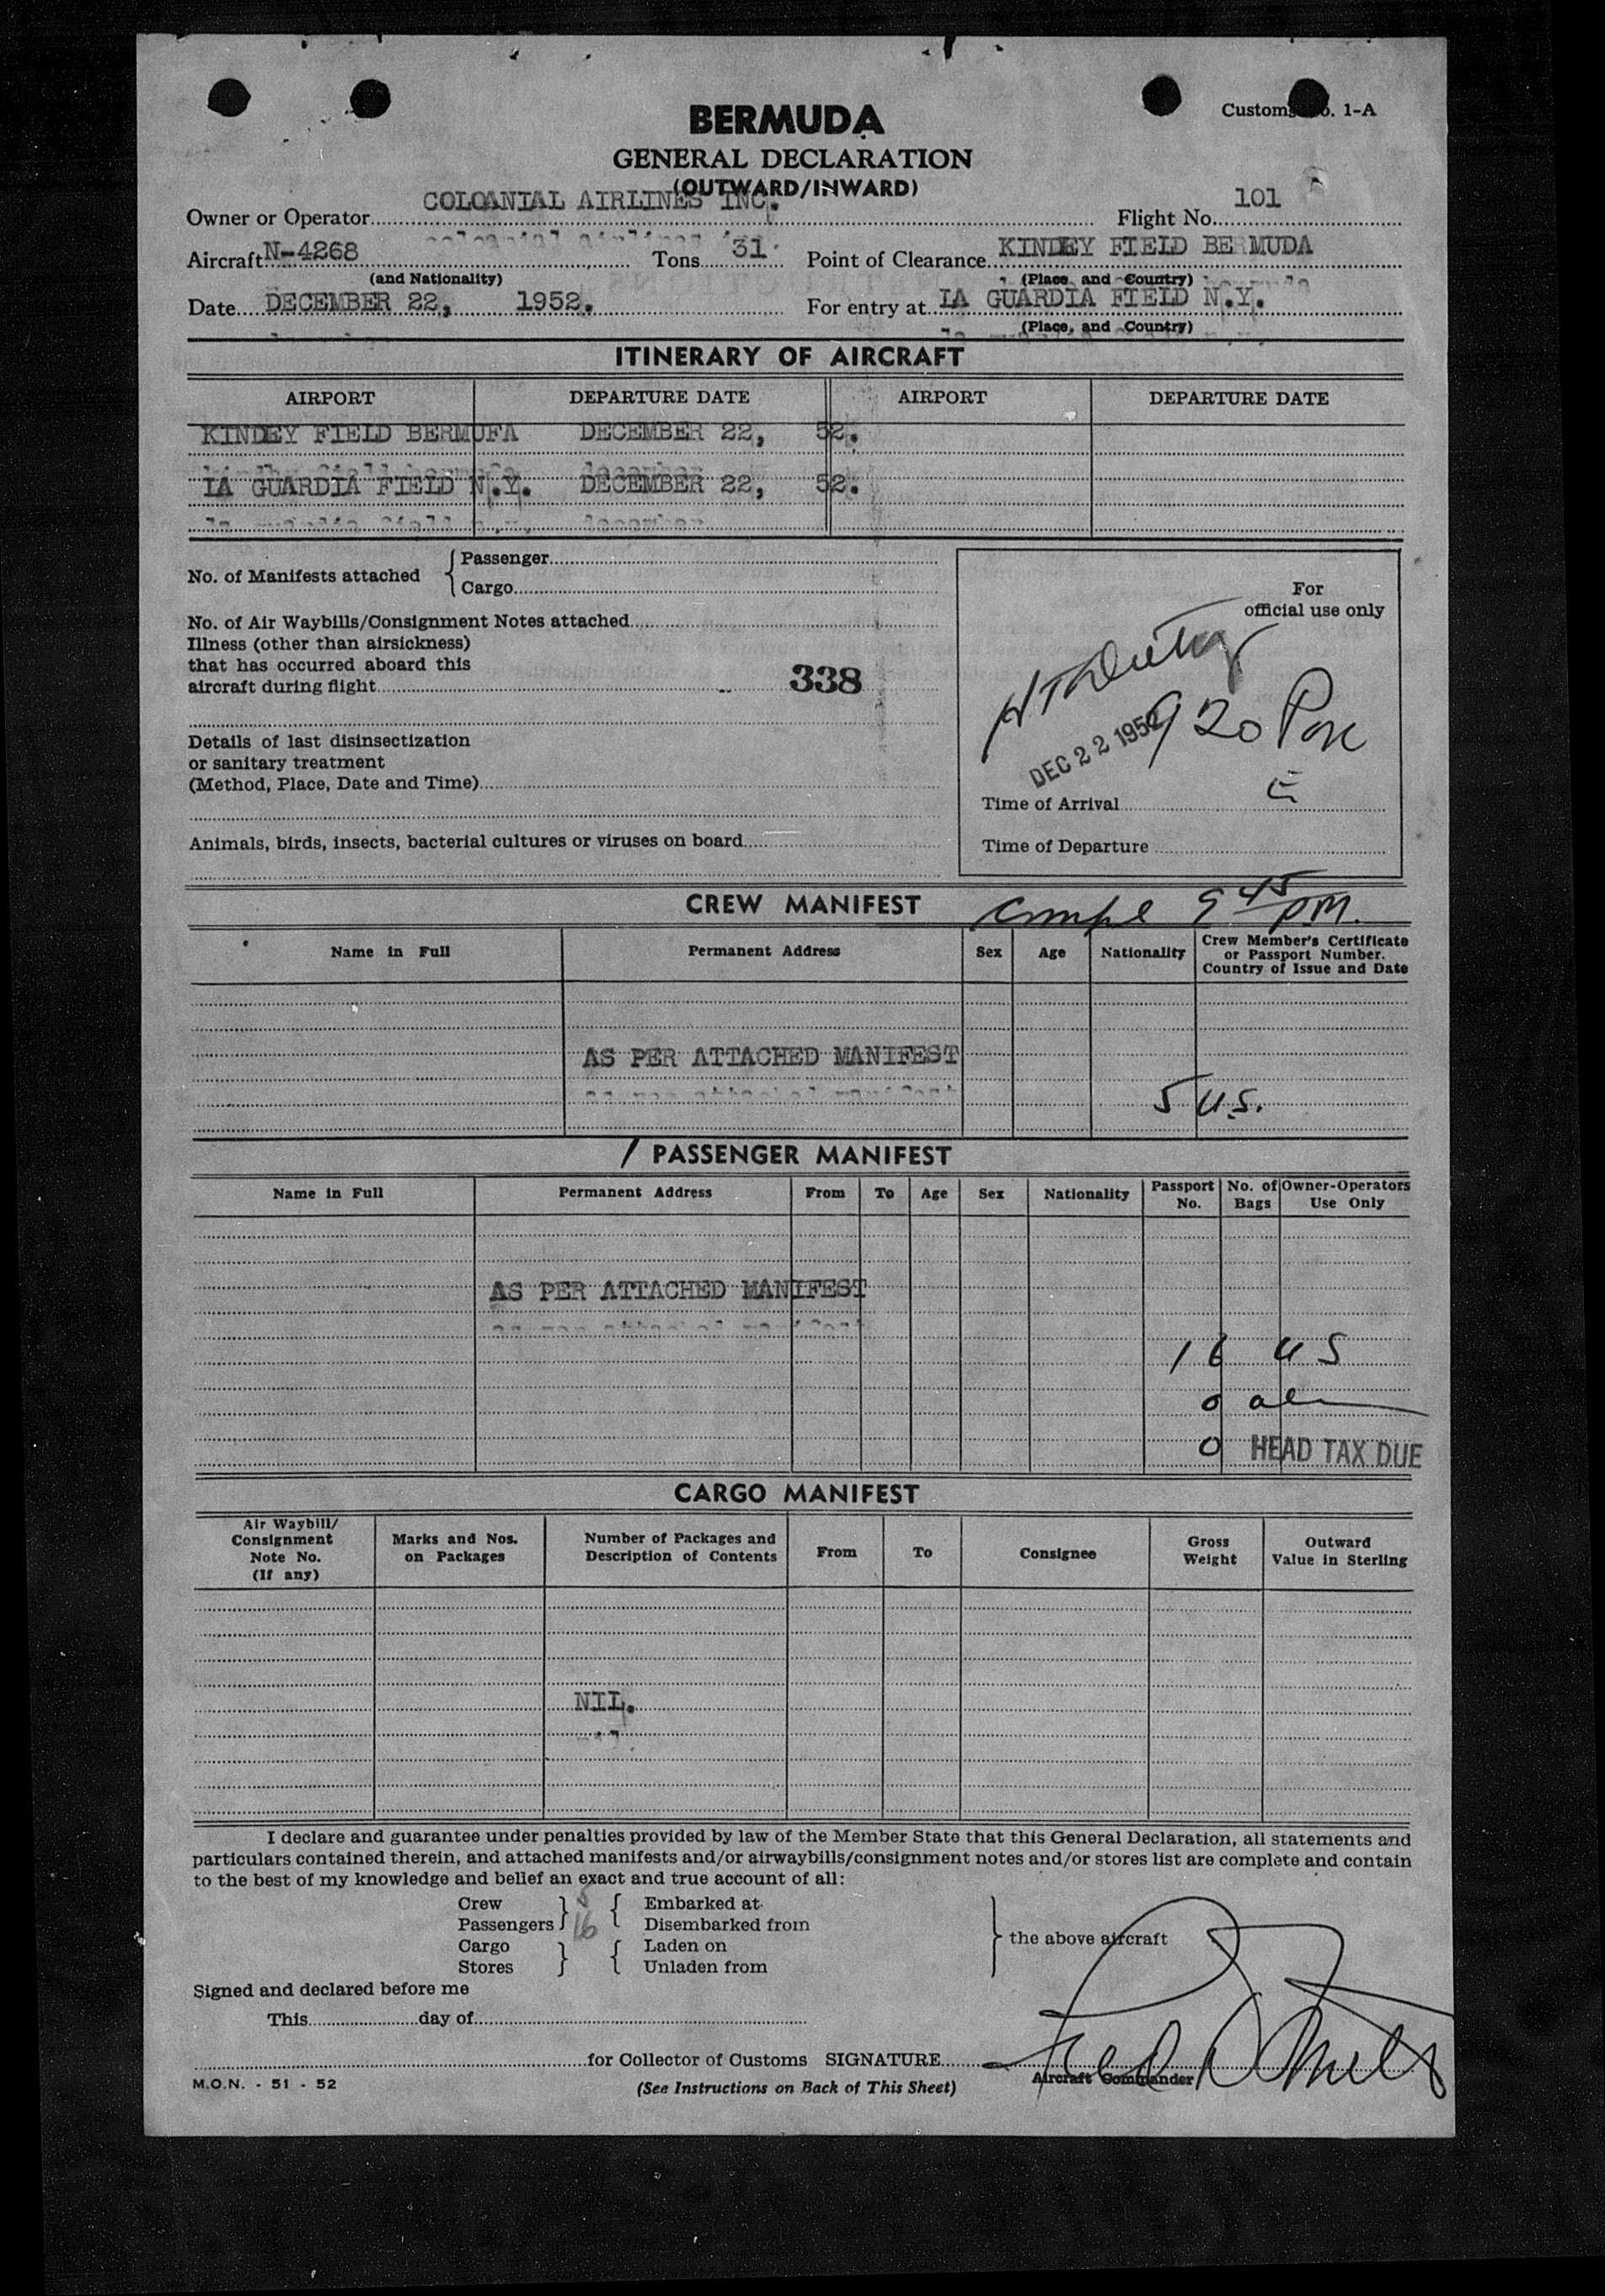 Customs No. 1-A
BERMUDA
GENERAL DECLARATION
(OUTWARD/INWARD)
Owner or Operator COLOANIAL AIRLINES INC. Flight No. 101
Aircraft N-4268 Tons 31 Point of Clearance KINDEY FIELD BERMUDA
(and Nationality) (Place and Country)
Date DECEMBER 22, 1952. For entry at LA GUARDIA FIELD N.Y.
(Place, and Country)
ITINERARY OF AIRCRAFT
AIRPORT DEPARTURE DATE AIRPORT DEPARTURE DATE
KINDEY FIELD BERMUFA DECEMBER 22, 52.
LA GUARDIA FIELD N.Y. DECEMBER 22, 52.
No. of Manifests attached { Passenger
Cargo
No. of Air Waybills/Consignment Notes attached
Illness (other than airsickness)
that has occurred aboard this
aircraft during flight 338
Details of last disinsectization
or sanitary treatment
(Method, Place, Date and Time)
Animals, birds, insects, bacterial cultures or viruses on board
For
official use only
DEC 22 1952
920 Pm
Time of Arrival
Time of Departure
CREW MANIFEST compl 9 45 PM.
Name in Full Permanent Address Sex Age Nationality Crew Member's Certificate or Passport Number. Country of Issue and Date
AS PER ATTACHED MANIFEST
5 U.S.
/ PASSENGER MANIFEST
Name in Full Permanent Address From To Age Sex Nationality Passport No. No. of Bags Owner-Operators Use Only
AS PER ATTACHED MANIFEST
16 US
0 al
0 HEAD TAX DUE
CARGO MANIFEST
Air Waybill/ Consignment Note No. (If any) Marks and Nos. on Packages Number of Packages and Description of Contents From To Consignee Gross Weight Outward Value in Sterling
NIL.
I declare and guarantee under penalties provided by law of the Member State that this General Declaration, all statements and
particulars contained therein, and attached manifests and/or airwaybills/consignment notes and/or stores list are complete and contain
to the best of my knowledge and belief an exact and true account of all:
Crew } 5 { Embarked at
Passengers } 16 { Disembarked from
Cargo } { Laden on } the above aircraft
Stores } { Unladen from
Signed and declared before me
This day of
for Collector of Customs SIGNATURE
Aircraft Commander
M.O.N. - 51 - 52 (See Instructions on Back of This Sheet)